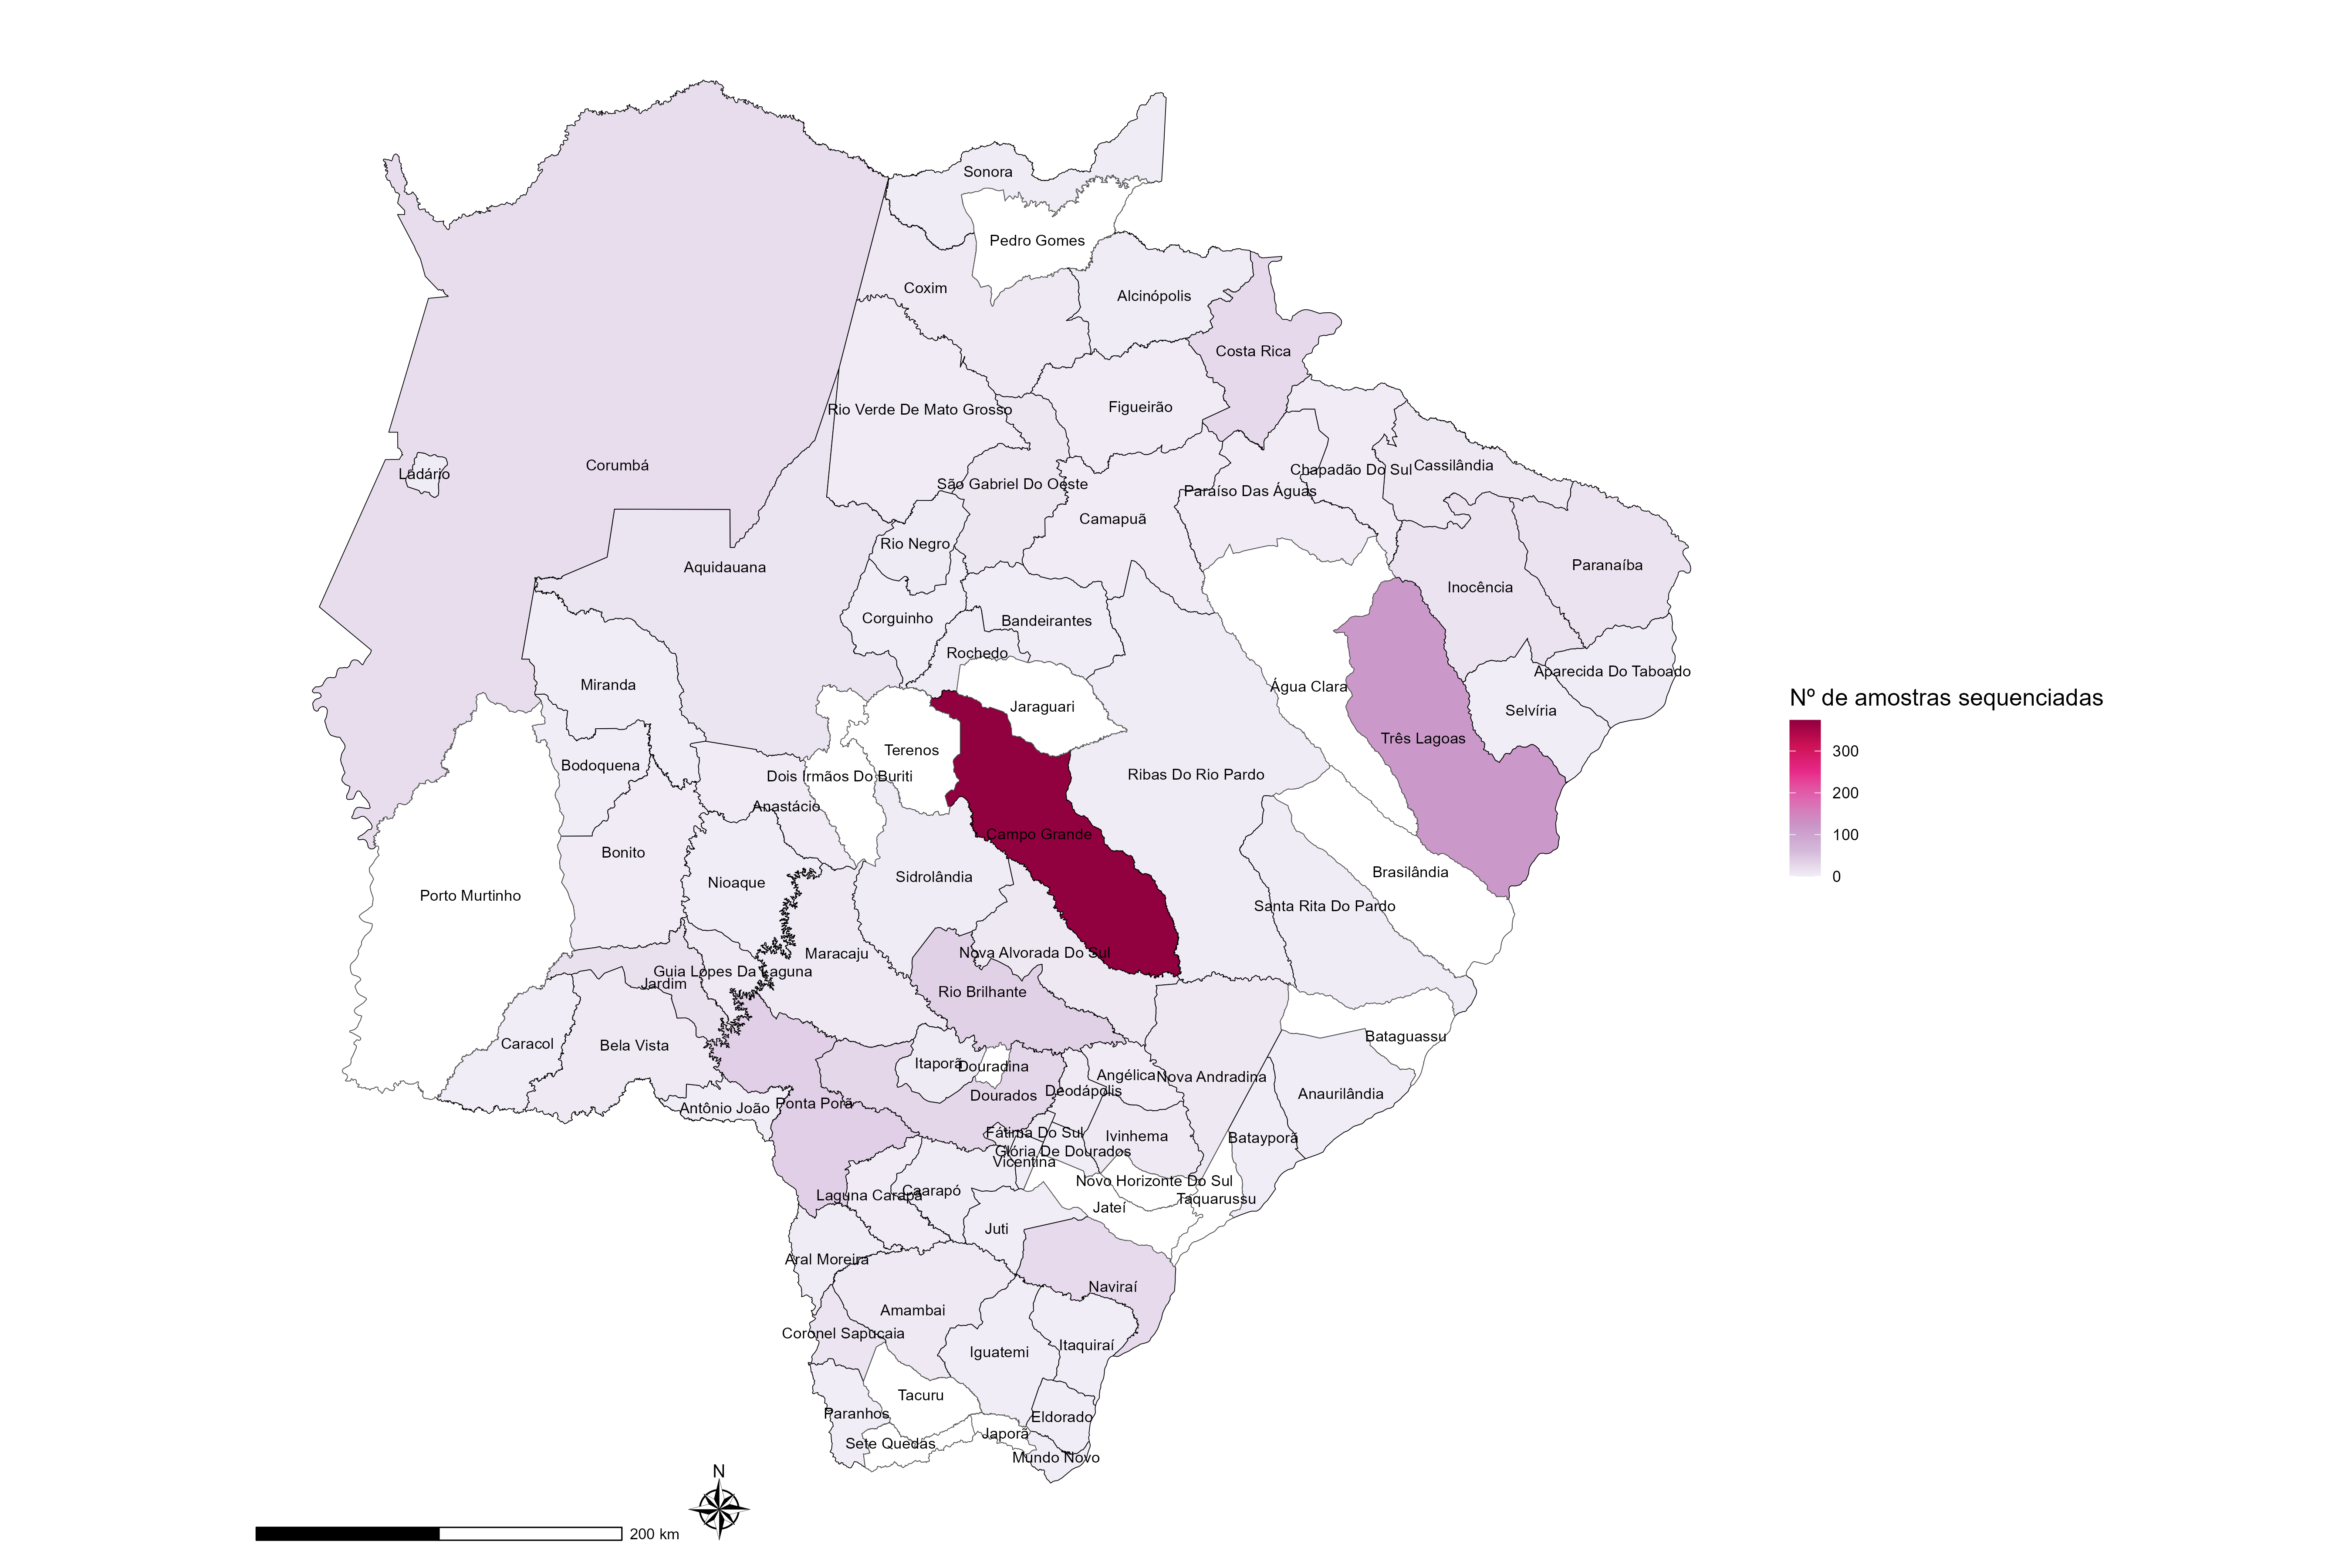 Sonora
Pedro Gomes
Coxim
Alcinópolis
Costa Rica
Figueirão
Rio Verde De Mato Grosso
Corumbá
Ladário
São Gabriel Do Oeste
Chapadão Do Sul
Cassilândia
Paraíso Das Águas
Camapuã
Rio Negro
Aquidauana
Paranaíba
Inocência
Corguinho
Bandeirantes
Rochedo
Aparecida Do Taboado
Miranda
Água Clara
Jaraguari
Selvíria
Três Lagoas
Terenos
Bodoquena
Dois Irmãos Do Buriti
Ribas Do Rio Pardo
Anastácio
Campo Grande
Bonito
Brasilândia
Sidrolândia
Nioaque
Porto Murtinho
Santa Rita Do Pardo
Maracaju
Nova Alvorada Do Sul
Guia Lopes Da Laguna
Jardim
Rio Brilhante
Bataguassu
Caracol
Bela Vista
Itaporã
Douradina
Angélica
Nova Andradina
Deodápolis
Dourados
Anaurilândia
Ponta Porã
Antônio João
Fátima Do Sul
Ivinhema
Batayporã
Glória De Dourados
Vicentina
Novo Horizonte Do Sul
Caarapó
Laguna Carapã
Taquarussu
Jateí
Juti
Aral Moreira
Naviraí
Amambai
Coronel Sapucaia
Itaquiraí
Iguatemi
Tacuru
Paranhos
Eldorado
Japorã
Sete Quedas
Mundo Novo
Nº de amostras sequenciadas
300
200
100
0
N
200 km